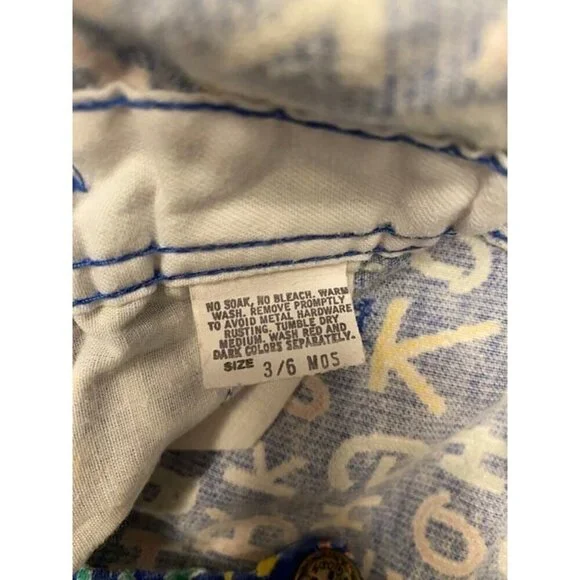 NO SOAK, NO BLEACH. WARM
WASH. REMOVE PROMPTLY
TO AVOID METAL HARDWARE
RUSTING. TUMBLE DRY
MEDIUM. WASH RED AND
DARK COLORS SEPARATELY.
SIZE 3/6 MOS